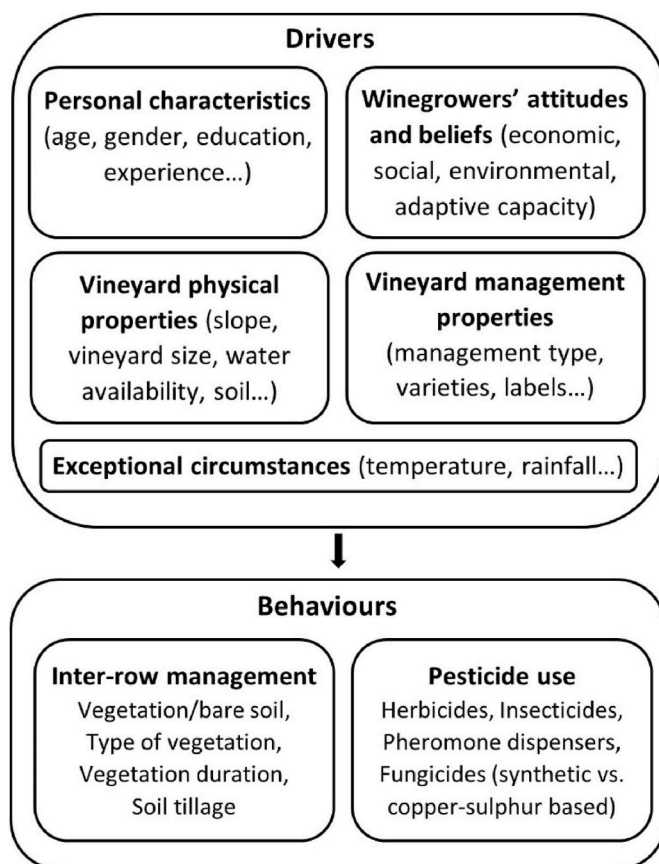 Drivers
Personal characteristics
(age, gender, education,
experience...)
Winegrowers' attitudes
and beliefs (economic,
social, environmental,
adaptive capacity)
Vineyard physical
properties (slope,
vineyard size, water
availability, soil...)
Vineyard management
properties
(management type,
varieties, labels...)
Exceptional circumstances (temperature, rainfall...)
Behaviours
Inter-row management
Vegetation/bare soil,
Type of vegetation,
Vegetation duration,
Soil tillage
Pesticide use
Herbicides, Insecticides,
Pheromone dispensers,
Fungicides (synthetic vs.
copper-sulphur based)